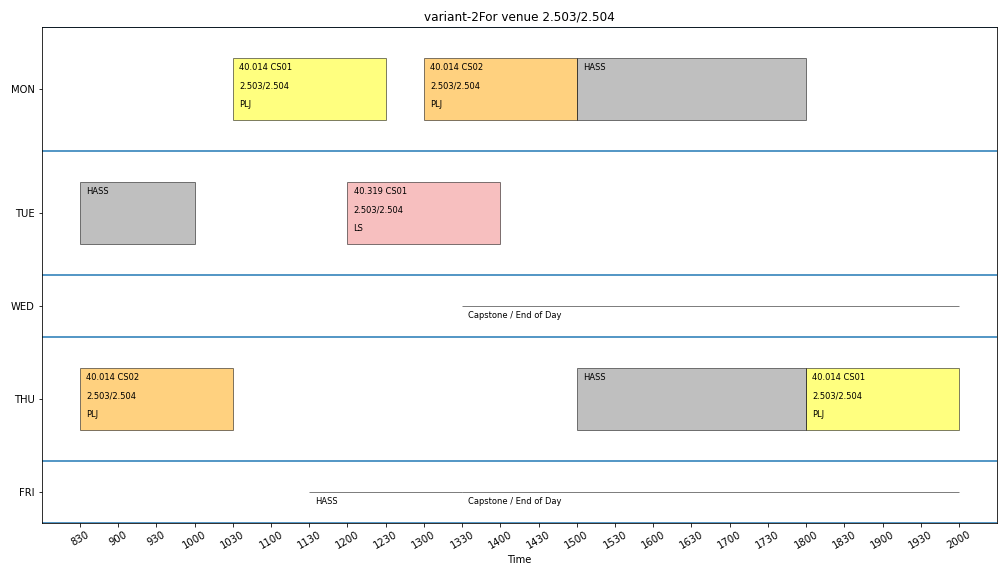 variant-2For venue 2.503/2.504
MON
40.014 CS01
2.503/2.504
PLJ
40.014 CS02
2.503/2.504
PLJ
HASS
TUE
HASS
40.319 CS01
2.503/2.504
LS
WED
Capstone / End of Day
THU
40.014 CS02
2.503/2.504
PLJ
HASS
40.014 CS01
2.503/2.504
PLJ
FRI
HASS
Capstone / End of Day
830 900 930 1000 1030 1100 1130 1200 1230 1300 1330 1400 1430 1500 1600 1630 1700 1730 1800 1830 1900 1930 2000
Time